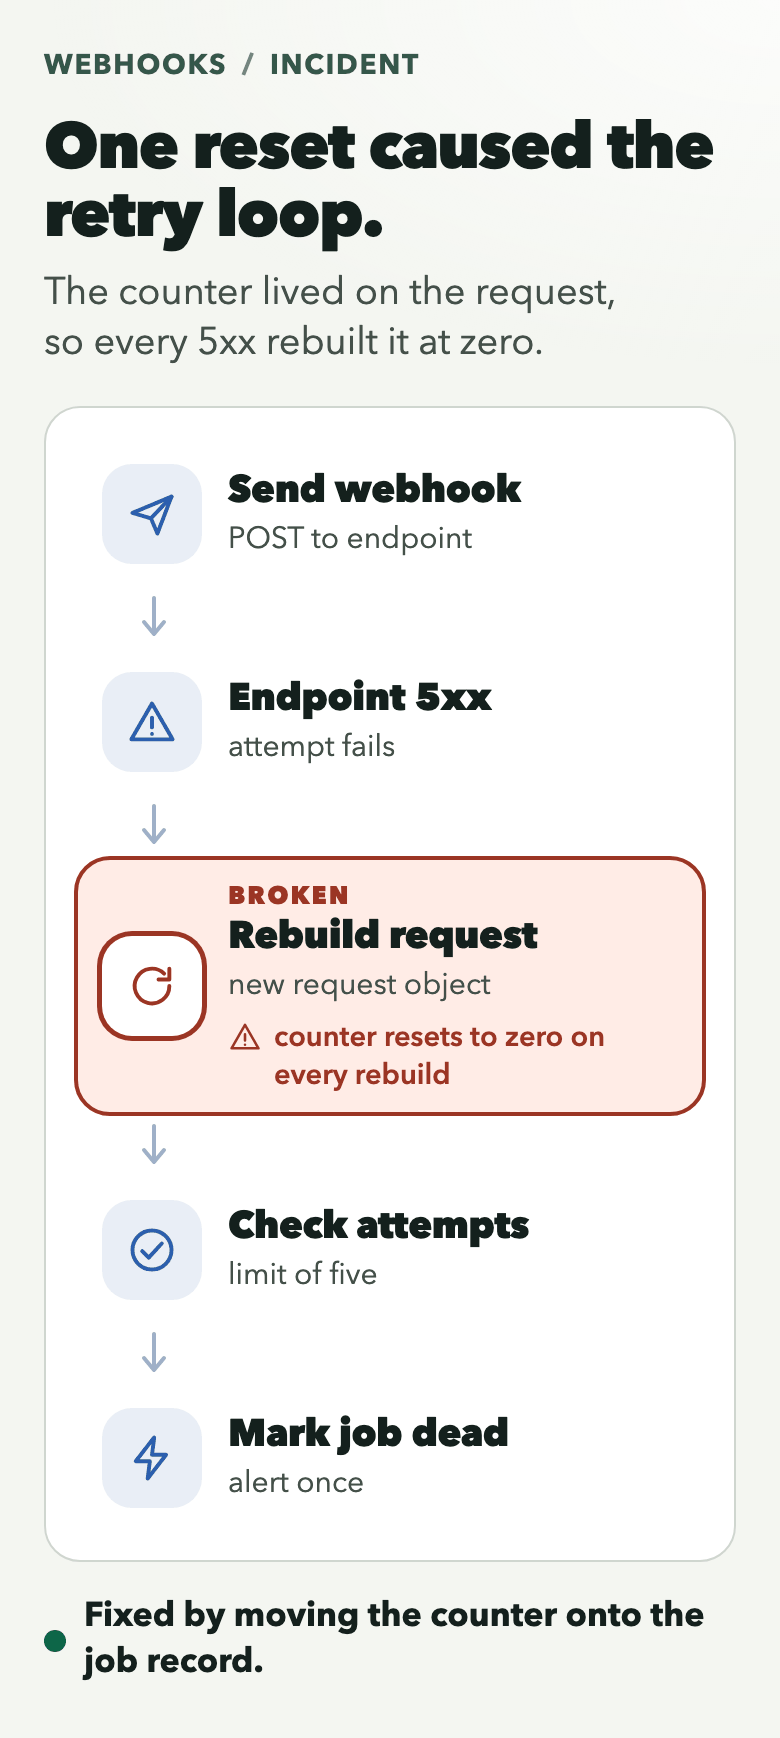 WEBHOOKS / INCIDENT
One reset caused the
retry loop.
The counter lived on the request,
so every 5xx rebuilt it at zero.
Send webhook
POST to endpoint
Endpoint 5xx
attempt fails
BROKEN
Rebuild request
new request object
counter resets to zero on
every rebuild
Check attempts
limit of five
Mark job dead
alert once
Fixed by moving the counter onto the
job record.